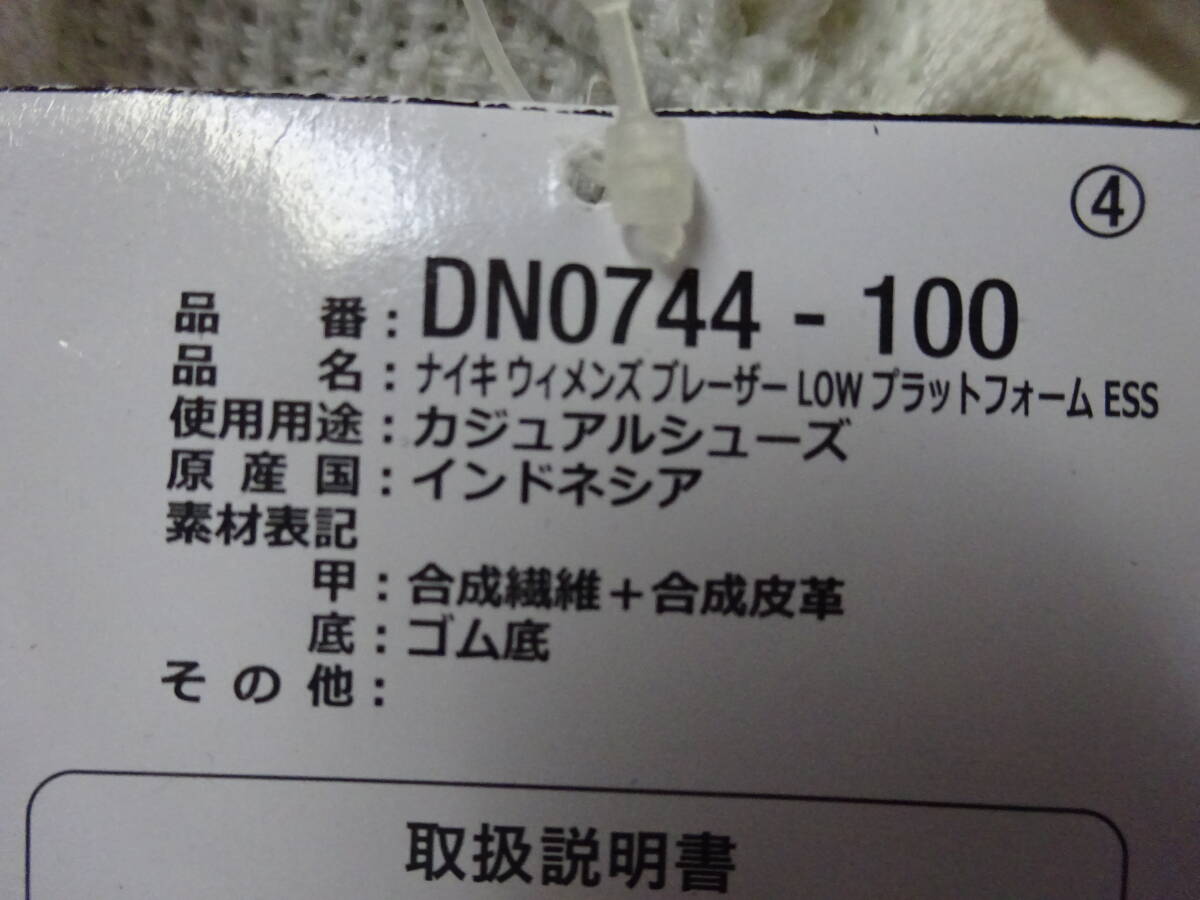 ④
品番：DN0744-100
品名：ナイキ ウィメンズ ブレーザー LOW プラットフォーム ESS
使用用途：カジュアルシューズ
原産国：インドネシア
素材表記
甲：合成繊維＋合成皮革
底：ゴム底
その他：
取扱説明書